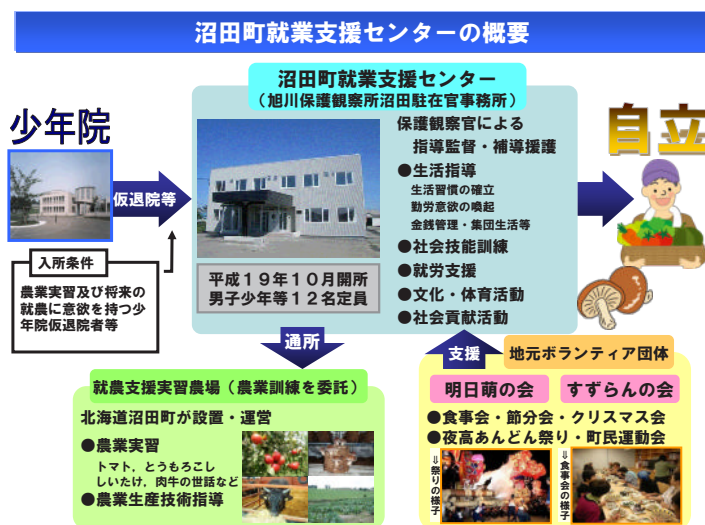 沼田町就業支援センターの概要
沼田町就業支援センター
（旭川保護観察所沼田駐在官事務所）
少年院
仮退院等
入所条件
農業実習及び将来の
就農に意欲を持つ少
年院仮退院者等
平成19年10月開所
男子少年等12名定員
保護観察官による
指導監督・補導援護
●生活指導
生活習慣の確立
勤労意欲の喚起
金銭管理・集団生活等
●社会技能訓練
●就労支援
●文化・体育活動
●社会貢献活動
自立
通所
就農支援実習農場（農業訓練を委託）
北海道沼田町が設置・運営
●農業実習
トマト，とうもろこし
しいたけ，肉牛の世話など
●農業生産技術指導
支援
地元ボランティア団体
明日萌の会
すずらんの会
●食事会・節分会・クリスマス会
●夜高あんどん祭り・町民運動会
⇓祭りの様子
⇓食事会の様子